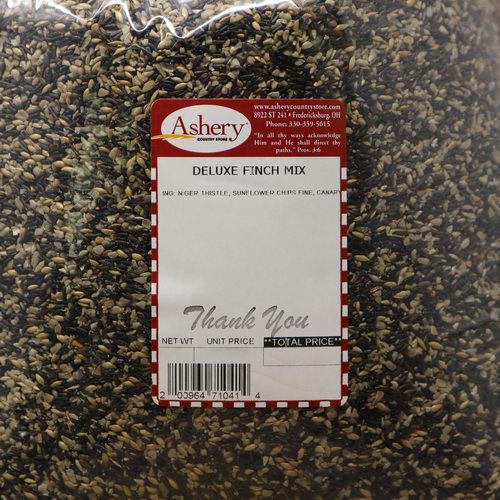 Ashery
COUNTRY STORE
www.asherycountrystore.com
8922 ST 241 • Fredericksburg, OH
Phone: 330-359-5615
"In all thy ways acknowledge
Him and He shall direct thy
paths." Prov. 3:6
DELUXE FINCH MIX
ING: NIGER THISTLE, SUNFLOWER CHIPS FINE, CANARY
Thank You
NET WT UNIT PRICE **TOTAL PRICE**
2 00964 71041 4